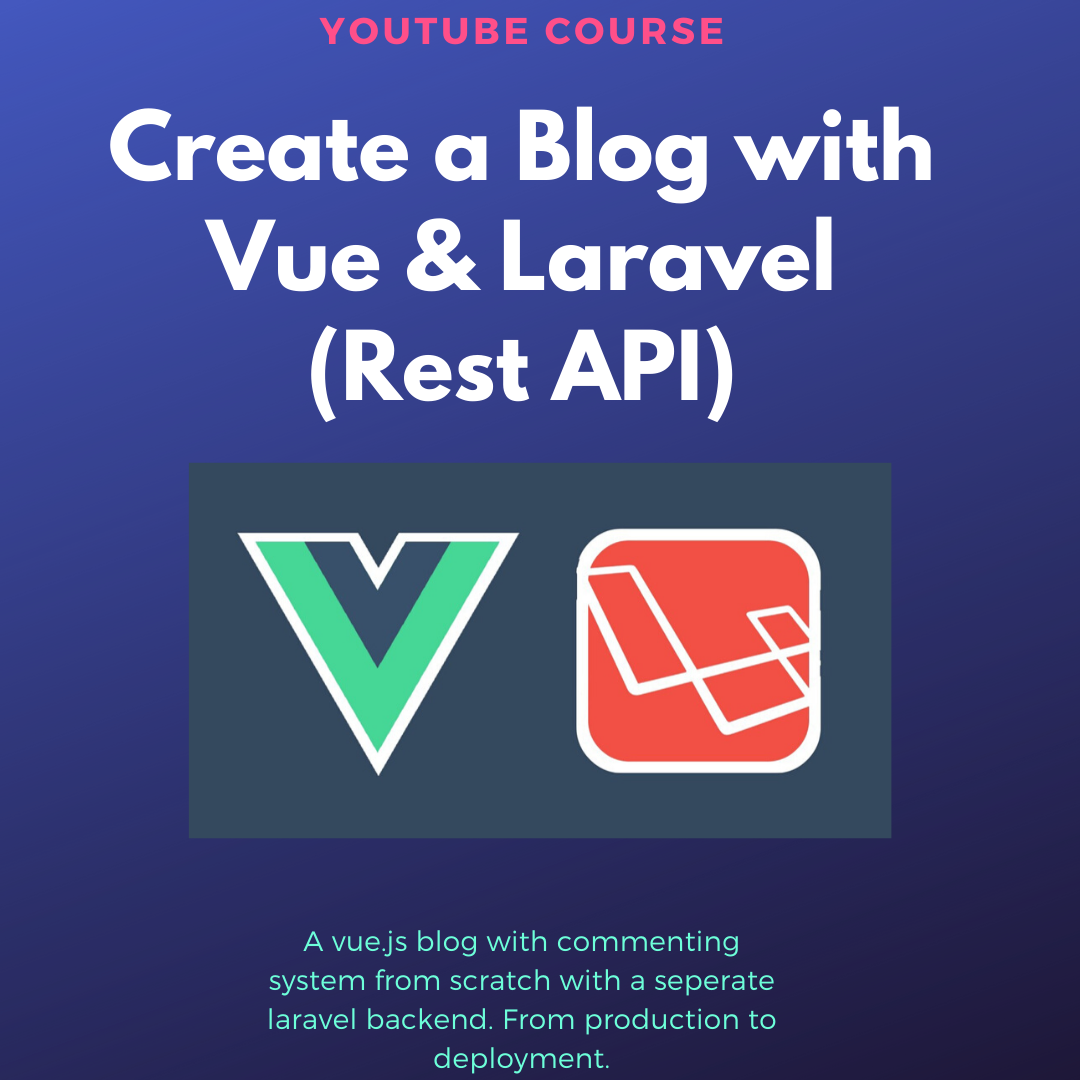 YOUTUBE COURSE
Create a Blog with
Vue & Laravel
(Rest API)
A vue.js blog with commenting
system from scratch with a seperate
laravel backend. From production to
deployment.